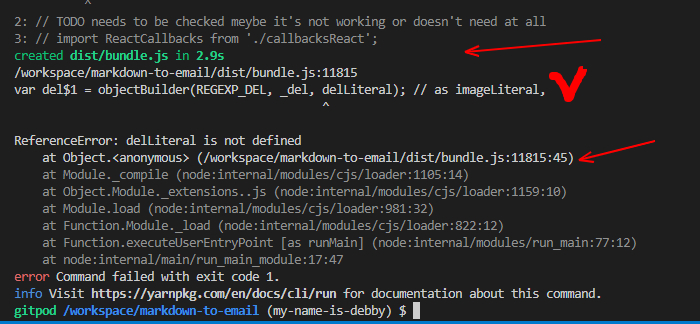 ^
2: // TODO needs to be checked meybe it's not working or doesn't need at all
3: // import ReactCallbacks from './callbacksReact';
created dist/bundle.js in 2.9s
/workspace/markdown-to-email/dist/bundle.js:11815
var del$1 = objectBuilder(REGEXP_DEL, _del, delLiteral); // as imageLiteral,
^
ReferenceError: delLiteral is not defined
at Object.<anonymous> (/workspace/markdown-to-email/dist/bundle.js:11815:45)
at Module._compile (node:internal/modules/cjs/loader:1105:14)
at Object.Module._extensions..js (node:internal/modules/cjs/loader:1159:10)
at Module.load (node:internal/modules/cjs/loader:981:32)
at Function.Module._load (node:internal/modules/cjs/loader:822:12)
at Function.executeUserEntryPoint [as runMain] (node:internal/modules/run_main:77:12)
at node:internal/main/run_main_module:17:47
error Command failed with exit code 1.
info Visit https://yarnpkg.com/en/docs/cli/run for documentation about this command.
gitpod /workspace/markdown-to-email (my-name-is-debby) $